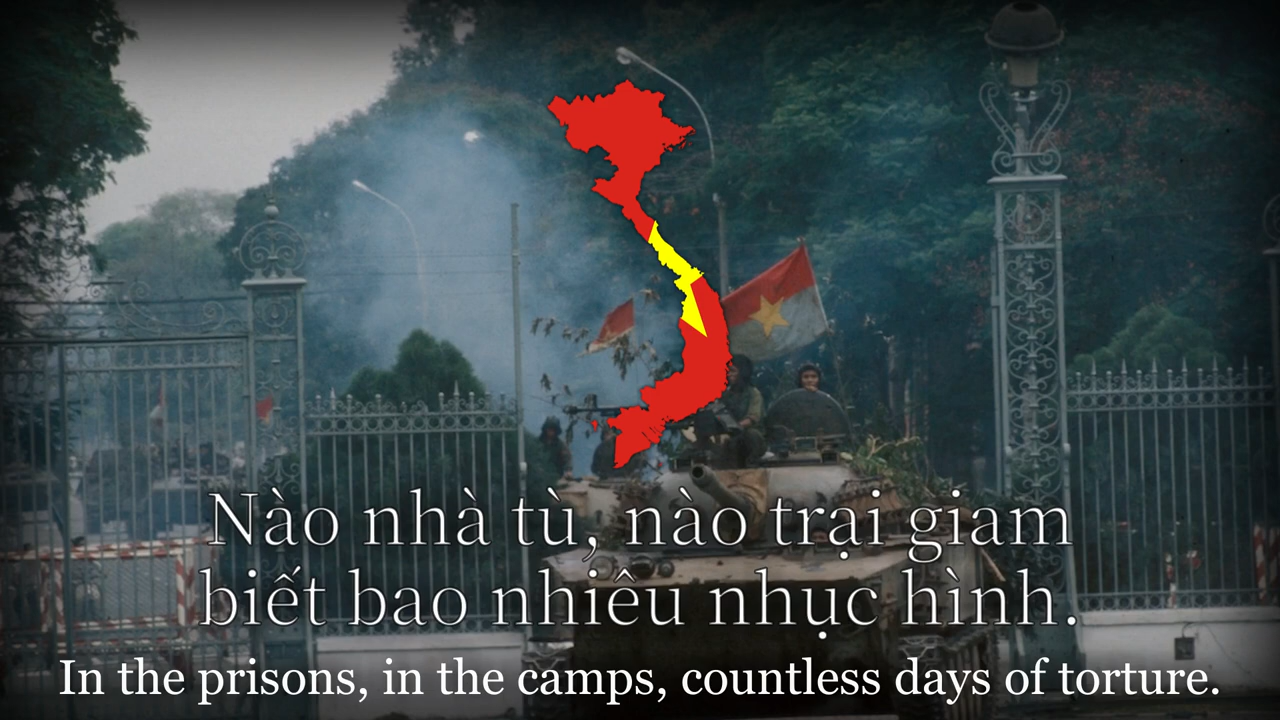 Nào nhà tù, nào trại giam
biết bao nhiêu nhục hình.
In the prisons, in the camps, countless days of torture.